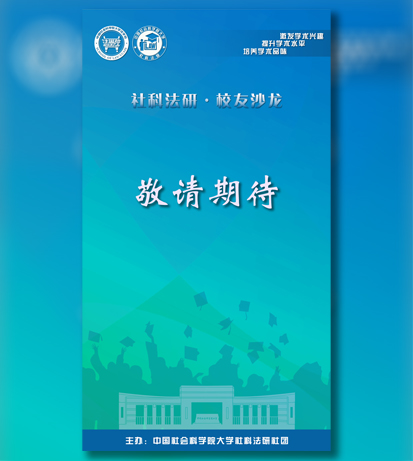 激发学术兴趣
提升学术水平
培养学术品味
社科法研·校友沙龙
敬请期待
主办：中国社会科学院大学社科法研社团